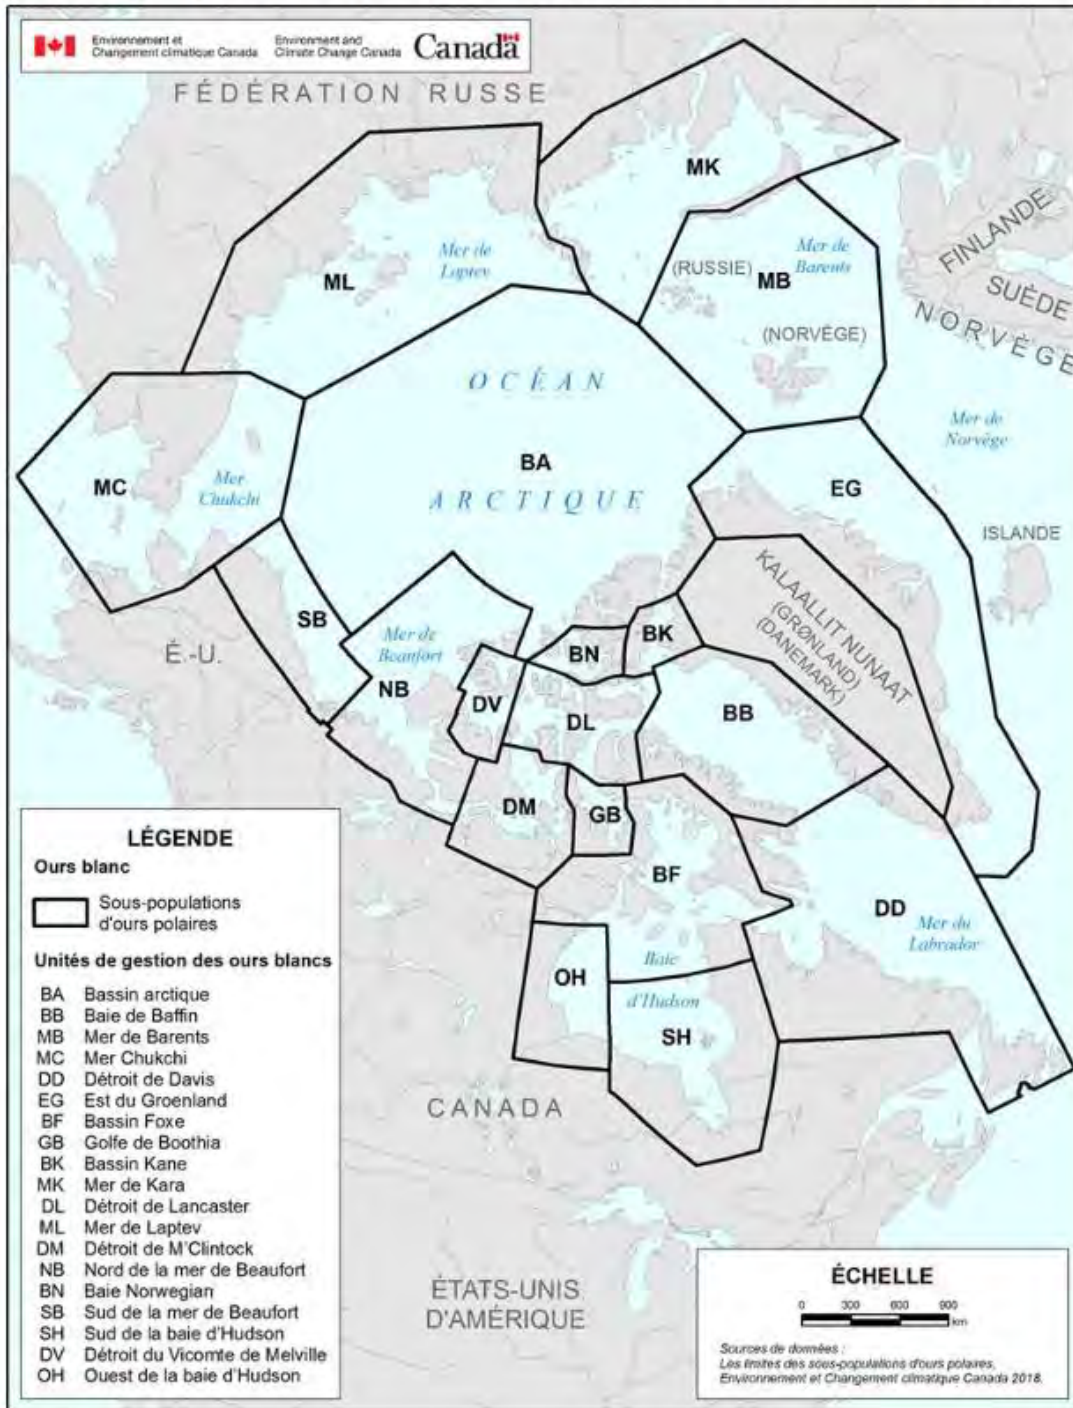 Environnement et
Changement climatique Canada
Environment and
Climate Change Canada
Canada
FÉDÉRATION RUSSE
MK
FINLANDE
SUÈDE
NORVÈGE
Mer de
Laptev
ML
(RUSSIE)
Mer de
Barents
MB
(NORVÈGE)
OCÉAN
Mer de
Norvége
BA
ARCTIQUE
MC
Mer
Chukchi
EG
ISLANDE
KALAALLIT NUNAAT
(GRØNLAND)
(DANEMARK)
SB
É.-U.
Mer de
Beaufort
NB
BN
BK
DV
DL
BB
DM
GB
BF
DD
Mer du
Labrador
Baie
d'Hudson
OH
SH
CANADA
ÉTATS-UNIS
D'AMÉRIQUE
LÉGENDE
Ours blanc
Sous-populations
d'ours polaires
Unités de gestion des ours blancs
BA Bassin arctique
BB Baie de Baffin
MB Mer de Barents
MC Mer Chukchi
DD Détroit de Davis
EG Est du Groenland
BF Bassin Foxe
GB Golfe de Boothia
BK Bassin Kane
MK Mer de Kara
DL Détroit de Lancaster
ML Mer de Laptev
DM Détroit de M'Clintock
NB Nord de la mer de Beaufort
BN Baie Norwegian
SB Sud de la mer de Beaufort
SH Sud de la baie d'Hudson
DV Détroit du Vicomte de Melville
OH Ouest de la baie d'Hudson
ÉCHELLE
0 300 600 900
km
Sources de données :
Les limites des sous-populations d'ours polaires,
Environnement et Changement climatique Canada 2018.